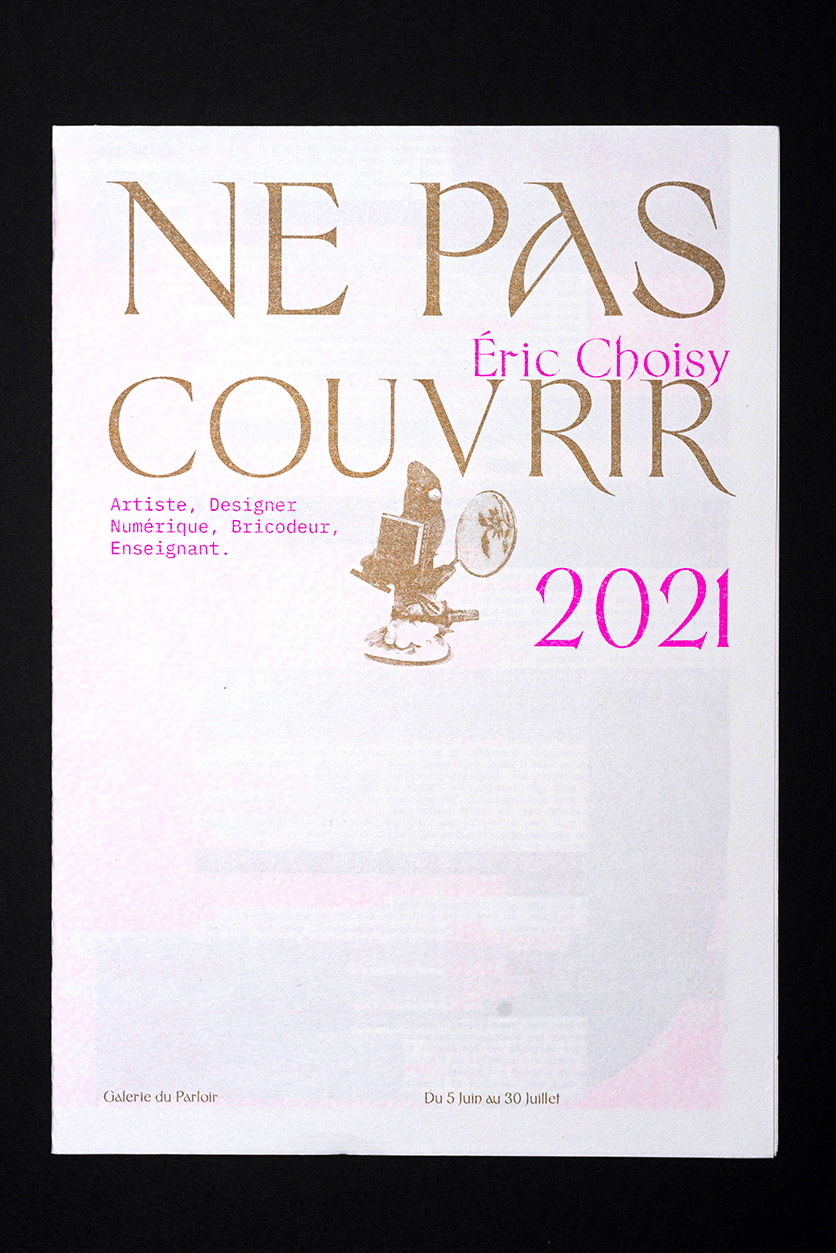 NE PAS
Éric Choisy
COUVRIR
Artiste, Designer
Numérique, Bricodeur,
Enseignant.
2021
Galerie du Parloir
Du 5 Juin au 30 Juillet